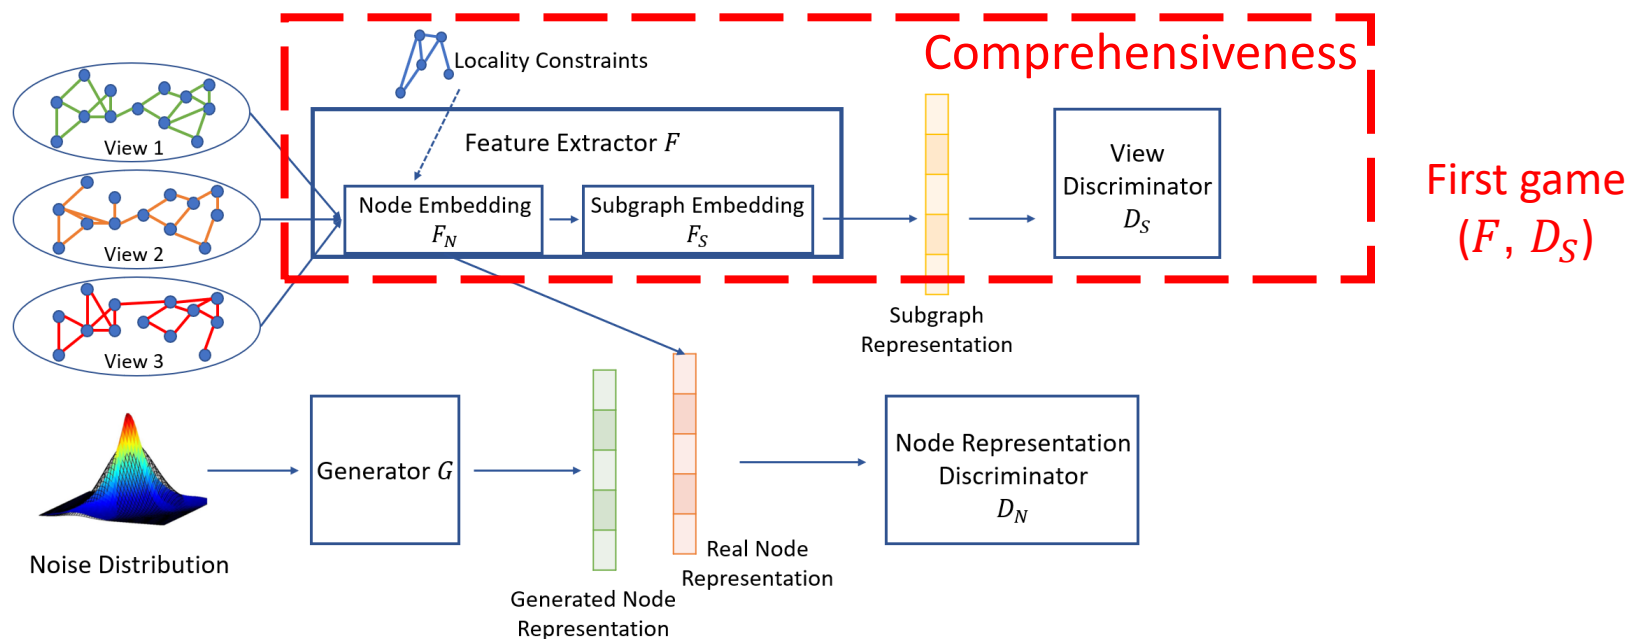 Comprehensiveness
Locality Constraints
Feature Extractor F
View 1
View 2
View 3
Node Embedding
F_N
Subgraph Embedding
F_S
View
Discriminator
D_S
First game
(F, D_S)
Subgraph
Representation
Noise Distribution
Generator G
Generated Node
Representation
Real Node
Representation
Node Representation
Discriminator
D_N